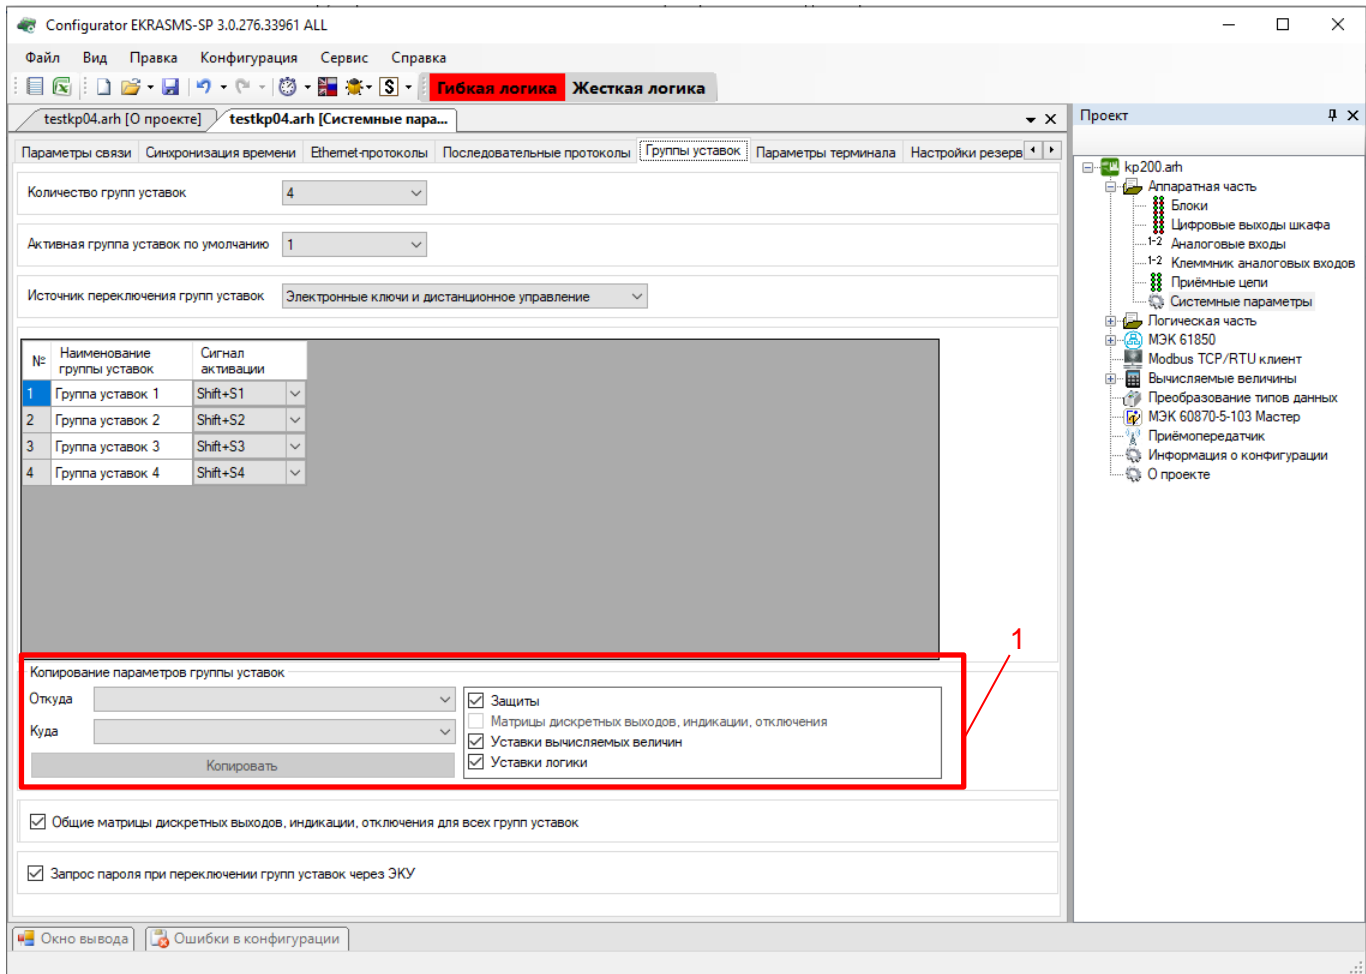 Configurator EKRASMS-SP 3.0.276.33961 ALL
Файл Вид Правка Конфигурация Сервис Справка
S Гибкая логика Жесткая логика
testkp04.arh [О проекте] testkp04.arh [Системные пара...
Параметры связи Синхронизация времени Ethernet-протоколы Последовательные протоколы Группы уставок Параметры терминала Настройки резерв
Количество групп уставок 4
Активная группа уставок по умолчанию 1
Источник переключения групп уставок Электронные ключи и дистанционное управление
№ Наименование группы уставок Сигнал активации
1 Группа уставок 1 Shift+S1
2 Группа уставок 2 Shift+S2
3 Группа уставок 3 Shift+S3
4 Группа уставок 4 Shift+S4
1
Копирование параметров группы уставок
Откуда
Куда
Копировать
Защиты
Матрицы дискретных выходов, индикации, отключения
Уставки вычисляемых величин
Уставки логики
Общие матрицы дискретных выходов, индикации, отключения для всех групп уставок
Запрос пароля при переключении групп уставок через ЭКУ
Окно вывода Ошибки в конфигурации
Проект
kp200.arh
Аппаратная часть
Блоки
Цифровые выходы шкафа
1-2 Аналоговые входы
1-2 Клеммник аналоговых входов
Приёмные цепи
Системные параметры
Логическая часть
МЭК 61850
Modbus TCP/RTU клиент
Вычисляемые величины
Преобразование типов данных
МЭК 60870-5-103 Мастер
Приёмопередатчик
Информация о конфигурации
О проекте